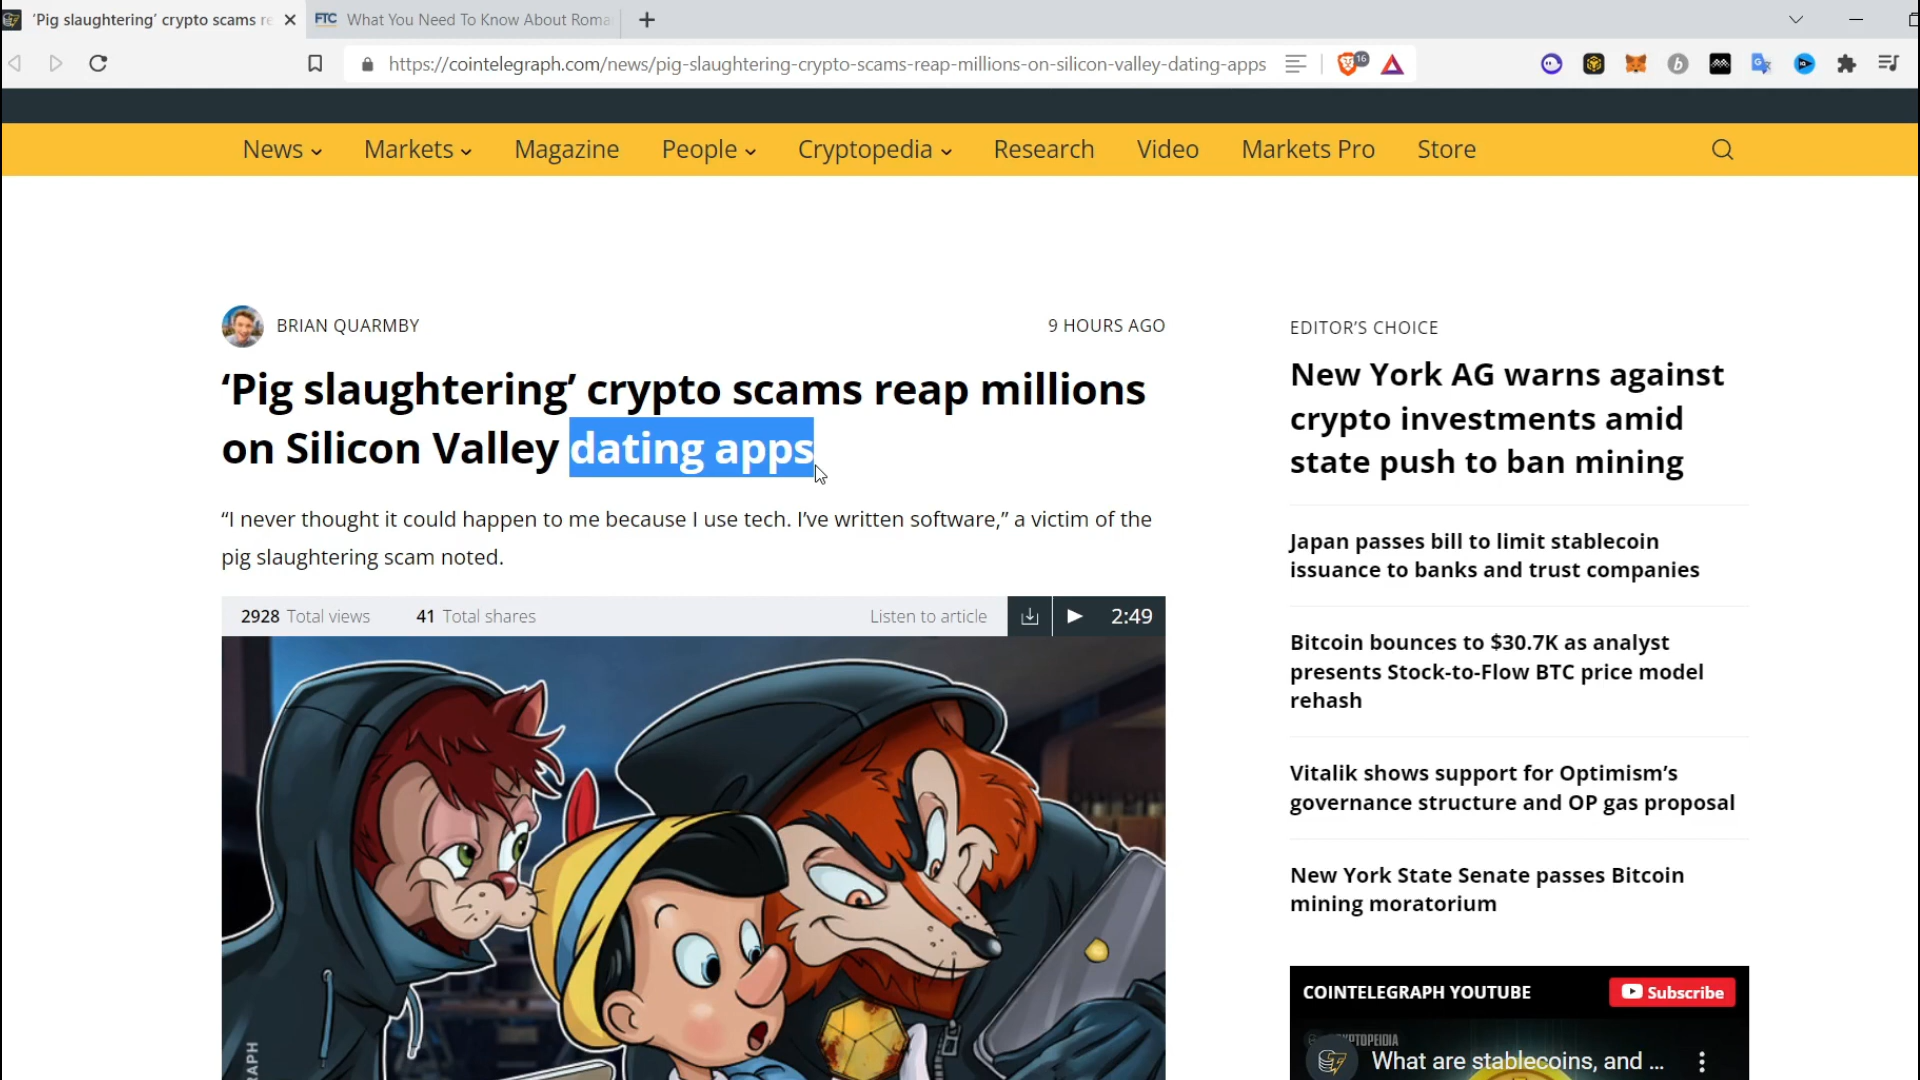 ‘Pig slaughtering’ crypto scams re
FTC What You Need To Know About Roma
https://cointelegraph.com/news/pig-slaughtering-crypto-scams-reap-millions-on-silicon-valley-dating-apps
16
News
Markets
Magazine
People
Cryptopedia
Research
Video
Markets Pro
Store
BRIAN QUARMBY
9 HOURS AGO
‘Pig slaughtering’ crypto scams reap millions
on Silicon Valley dating apps
“I never thought it could happen to me because I use tech. I’ve written software,” a victim of the
pig slaughtering scam noted.
2928 Total views
41 Total shares
Listen to article
2:49
EDITOR’S CHOICE
New York AG warns against
crypto investments amid
state push to ban mining
Japan passes bill to limit stablecoin
issuance to banks and trust companies
Bitcoin bounces to $30.7K as analyst
presents Stock-to-Flow BTC price model
rehash
Vitalik shows support for Optimism’s
governance structure and OP gas proposal
New York State Senate passes Bitcoin
mining moratorium
COINTELEGRAPH YOUTUBE
Subscribe
What are stablecoins, and ...